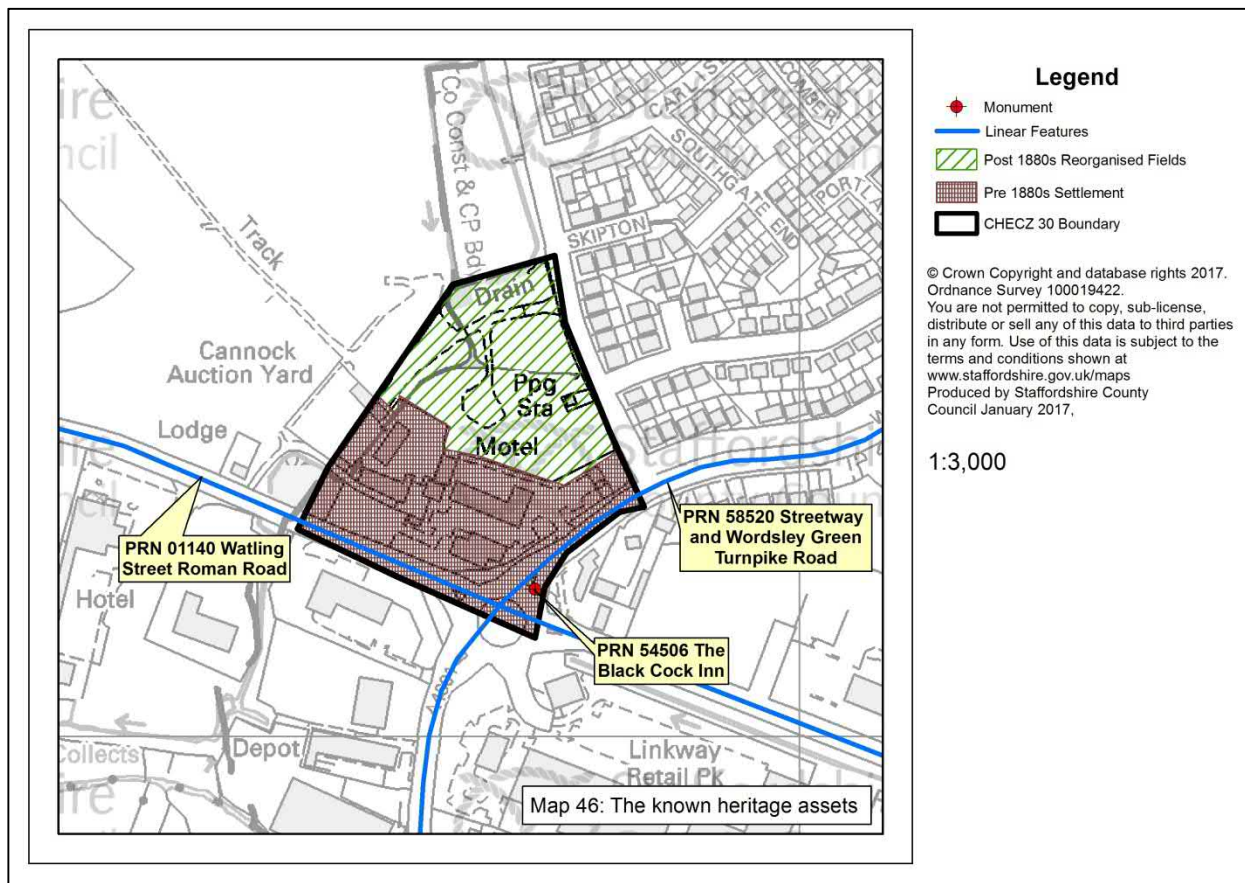 Co Const & CP Bdy
CARLISLE
SOUTHGATE
END
SKIPTON
Track
Drain
Cannock
Auction Yard
Ppg
Sta
Motel
Lodge
PRN 01140 Watling
Street Roman Road
PRN 58520 Streetway
and Wordsley Green
Turnpike Road
Hotel
PRN 54506 The
Black Cock Inn
Collects
Depot
Linkway
Retail Pk
Map 46: The known heritage assets
Legend
Monument
Linear Features
Post 1880s Reorganised Fields
Pre 1880s Settlement
CHECZ 30 Boundary
© Crown Copyright and database rights 2017.
Ordnance Survey 100019422.
You are not permitted to copy, sub-license,
distribute or sell any of this data to third parties
in any form. Use of this data is subject to the
terms and conditions shown at
www.staffordshire.gov.uk/maps
Produced by Staffordshire County
Council January 2017,
1:3,000